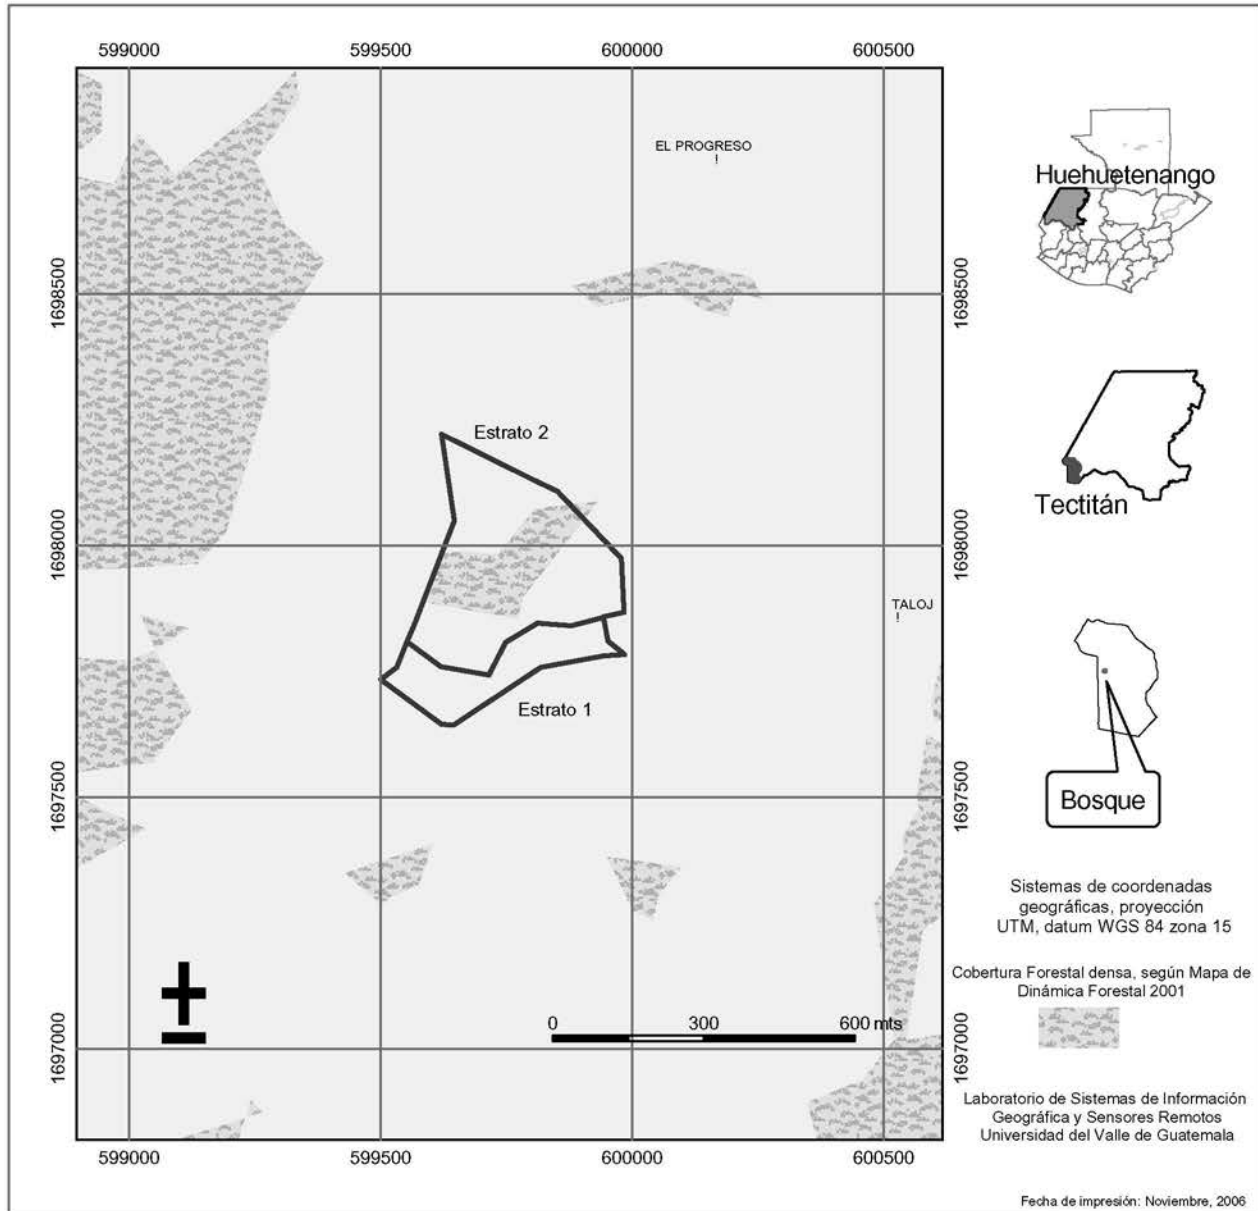 599000 599500 600000 600500
EL PROGRESO
!
Huehuetenango
1698500 1698500
Estrato 2
Tectitán
1698000 1698000
TALOJ
!
Estrato 1
1697500 1697500
Bosque
Sistemas de coordenadas
geográficas, proyección
UTM, datum WGS 84 zona 15
Cobertura Forestal densa, según Mapa de
Dinámica Forestal 2001
0 300 600 mts
1697000 1697000
Laboratorio de Sistemas de Información
Geográfica y Sensores Remotos
Universidad del Valle de Guatemala
599000 599500 600000 600500
Fecha de impresión: Noviembre, 2006